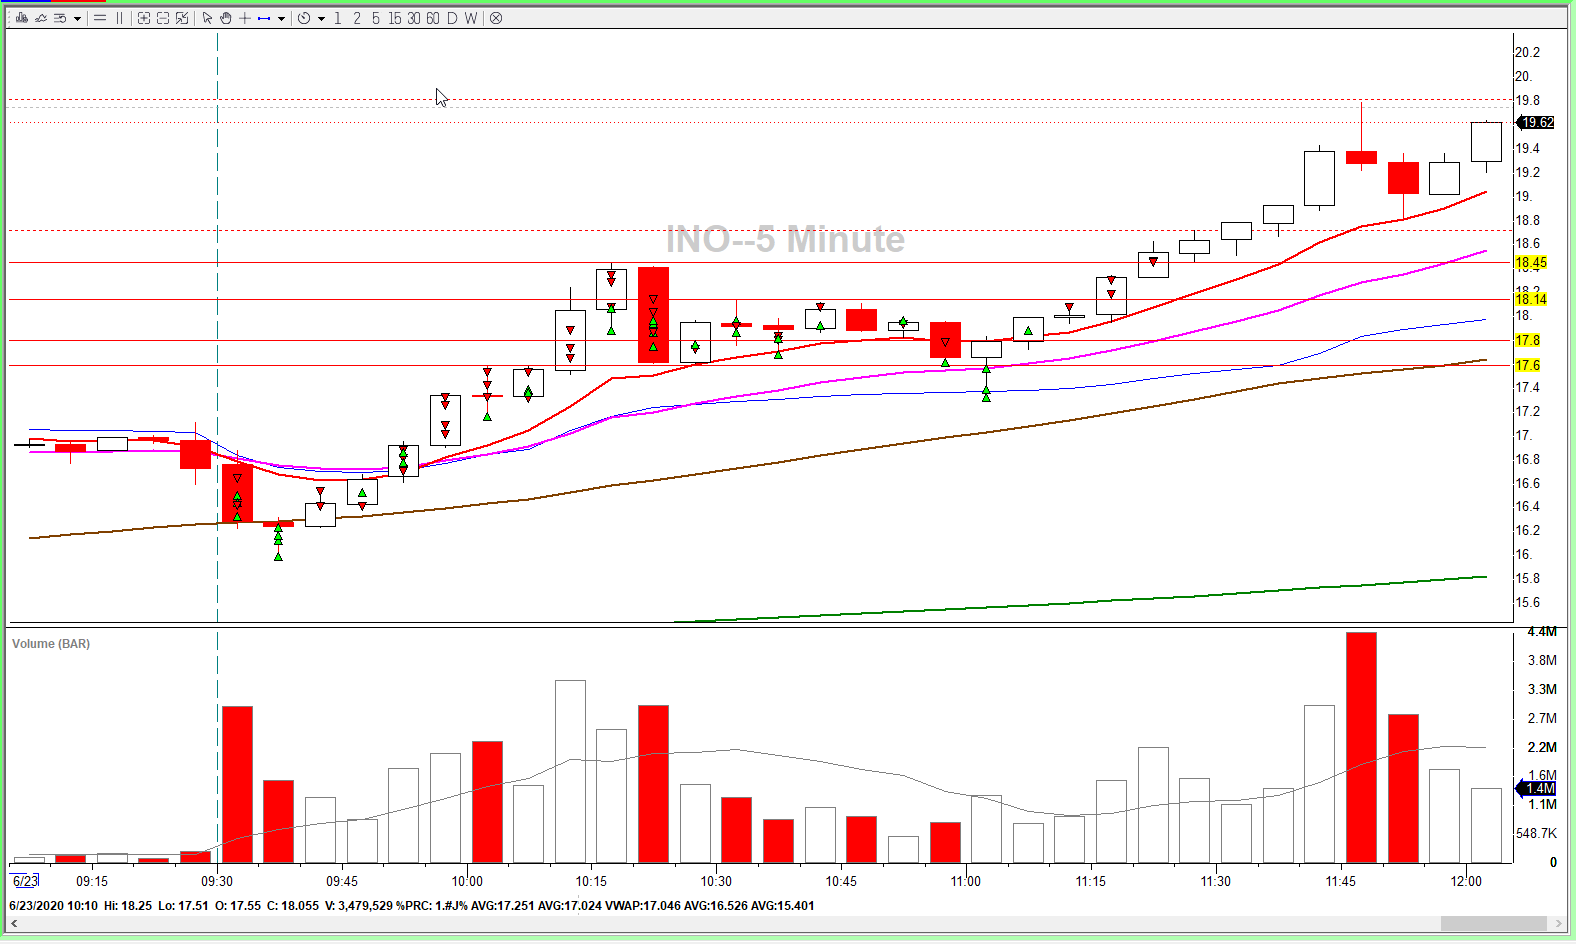 1 2 5 15 30 60 D W
INO--5 Minute
20.2
20.
19.8
19.62
19.4
19.2
19.
18.8
18.6
18.45
18.4
18.2
18.14
18.
17.8
17.6
17.4
17.2
17.
16.8
16.6
16.4
16.2
16.
15.8
15.6
Volume (BAR)
4.4M
3.8M
3.3M
2.7M
2.2M
1.6M
1.4M
1.1M
548.7K
0
6/23 09:15 09:30 09:45 10:00 10:15 10:30 10:45 11:00 11:15 11:30 11:45 12:00
6/23/2020 10:10 Hi: 18.25 Lo: 17.51 O: 17.55 C: 18.055 V: 3,479,529 %PRC: 1.#J% AVG:17.251 AVG:17.024 VWAP:17.046 AVG:16.526 AVG:15.401